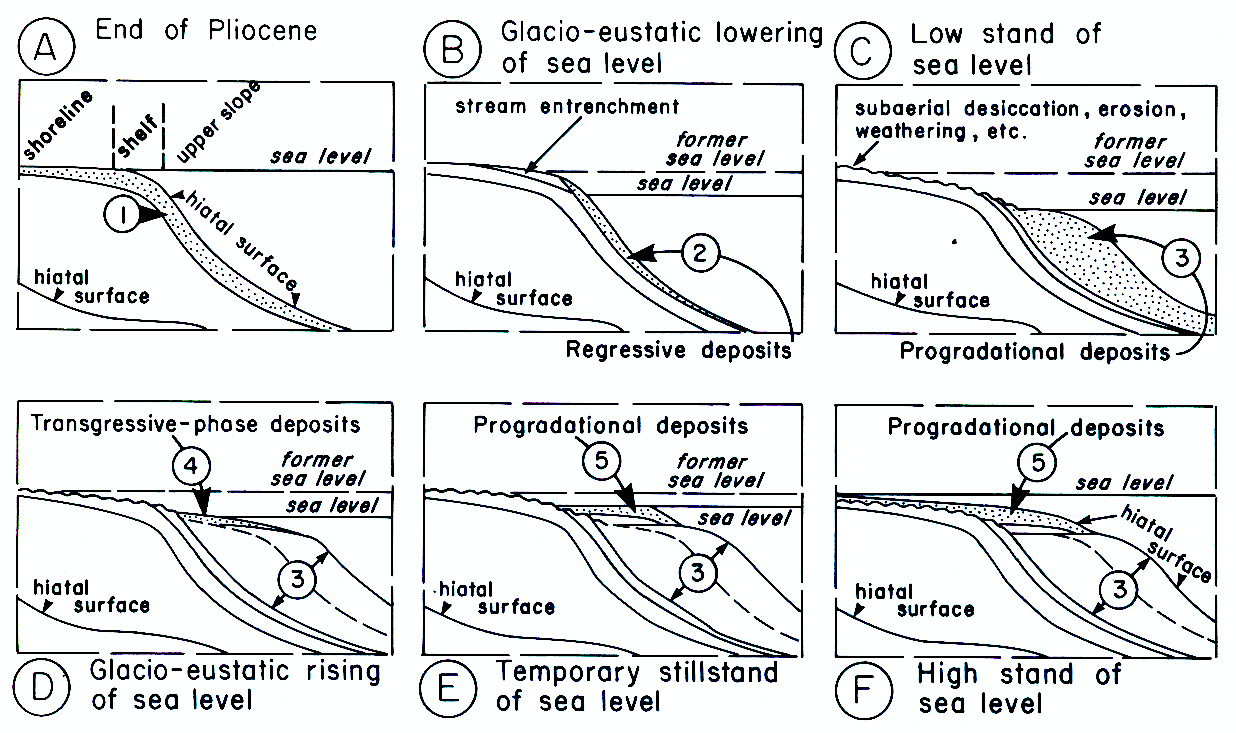 A End of Pliocene
shoreline
shelf
upper slope
sea level
1
hiatal surface
hiatal
surface
B Glacio-eustatic lowering
of sea level
stream entrenchment
former
sea level
sea level
2
hiatal
surface
Regressive deposits
C Low stand of
sea level
subaerial desiccation, erosion,
weathering, etc.
former
sea level
sea level
3
hiatal
surface
Progradational deposits
Transgressive-phase deposits
4
former
sea level
sea level
3
hiatal
surface
D Glacio-eustatic rising
of sea level
Progradational deposits
5
former
sea level
sea level
3
hiatal
surface
E Temporary stillstand
of sea level
Progradational deposits
5
sea level
hiatal
surface
3
hiatal
surface
F High stand of
sea level